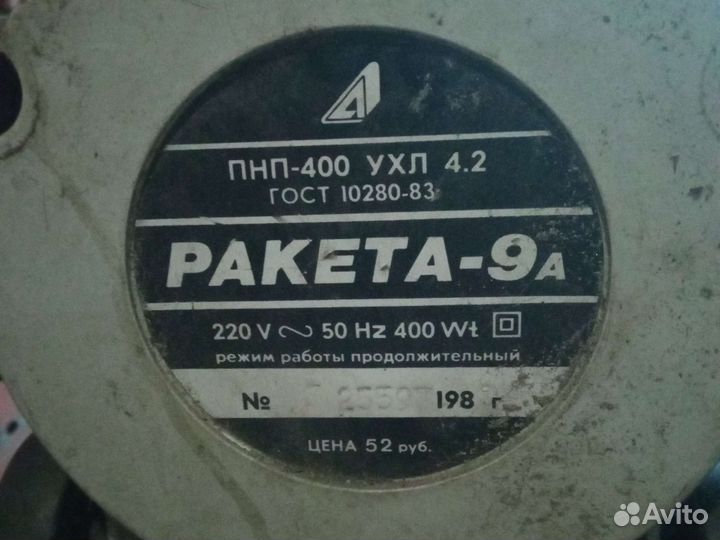 ПНП-400 УХЛ 4.2
ГОСТ 10280-83
РАКЕТА-9А
220 V ~ 50 Hz 400 Wt
режим работы продолжительный
№ 198 г
ЦЕНА 52 руб.
Avito